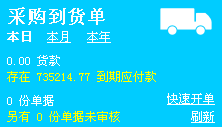 采购到货单
本日 本月 本年
0.00 货款
存在 735214.77 到期应付款
0 份单据 快速开单
另有 0 份单据未审核 刷新